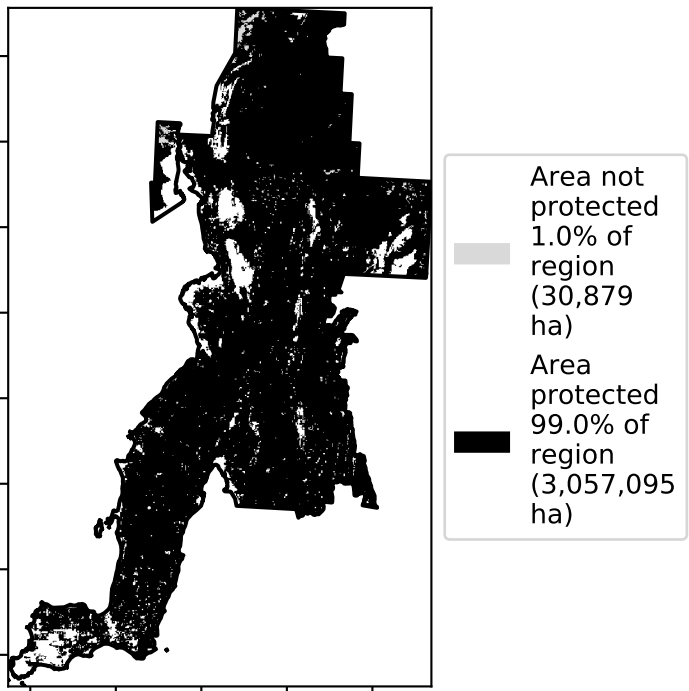 Area not
protected
1.0% of
region
(30,879
ha)
Area
protected
99.0% of
region
(3,057,095
ha)